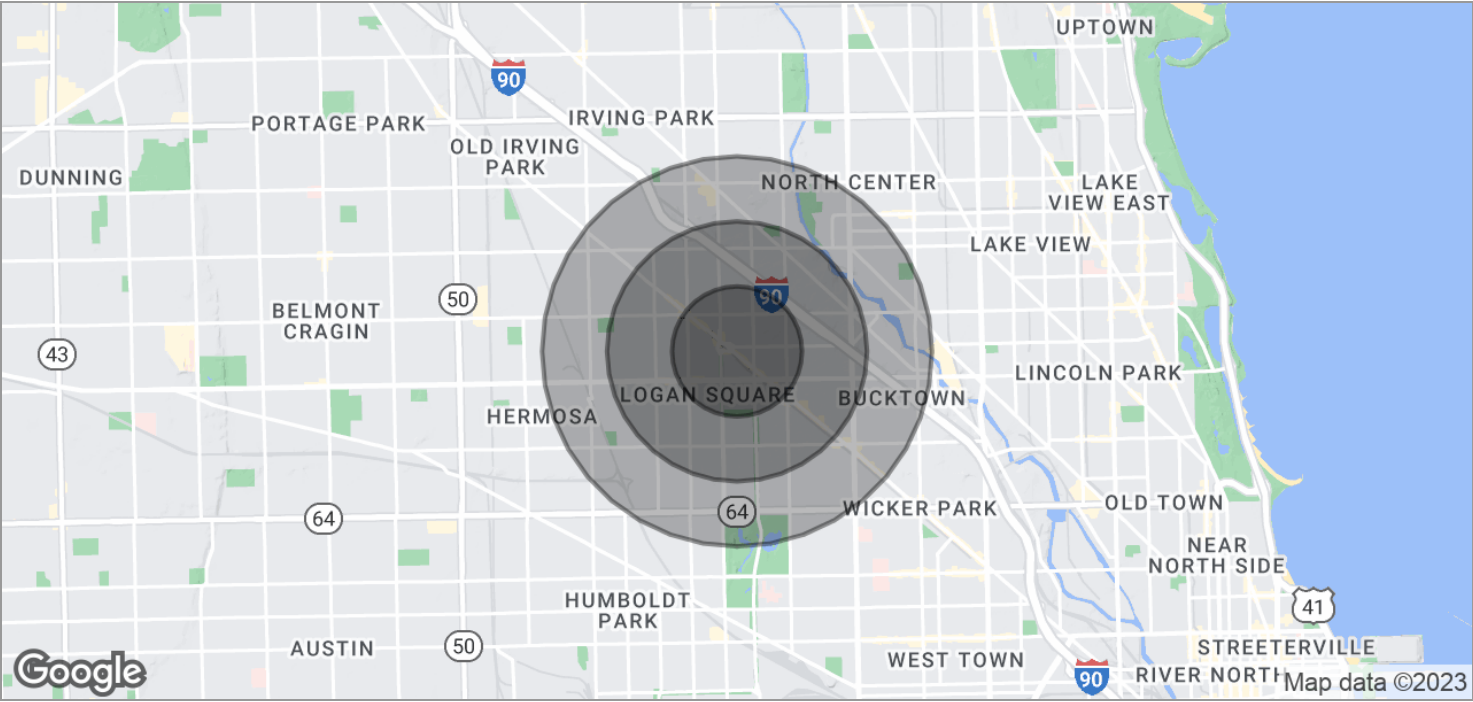 UPTOWN
90
PORTAGE PARK
IRVING PARK
OLD IRVING
PARK
DUNNING
NORTH CENTER
LAKE
VIEW EAST
LAKE VIEW
90
50
BELMONT
CRAGIN
43
LINCOLN PARK
LOGAN SQUARE
BUCKTOWN
HERMOSA
64
64
WICKER PARK
OLD TOWN
NEAR
NORTH SIDE
HUMBOLDT
PARK
41
AUSTIN
50
WEST TOWN
STREETERVILLE
90
RIVER NORTH
Google
Map data ©2023